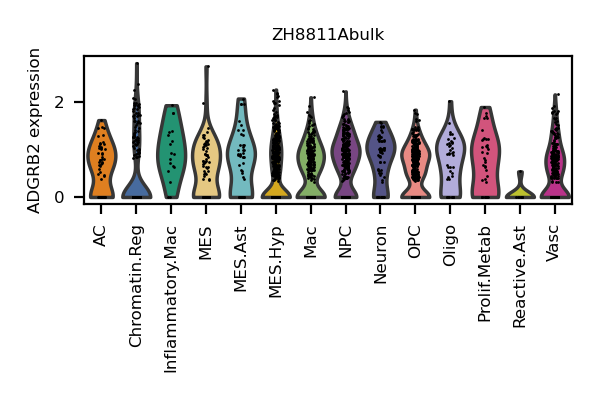 ZH8811Abulk
ADGRB2 expression
2
0
AC
Chromatin.Reg
Inflammatory.Mac
MES
MES.Ast
MES.Hyp
Mac
NPC
Neuron
OPC
Oligo
Prolif.Metab
Reactive.Ast
Vasc